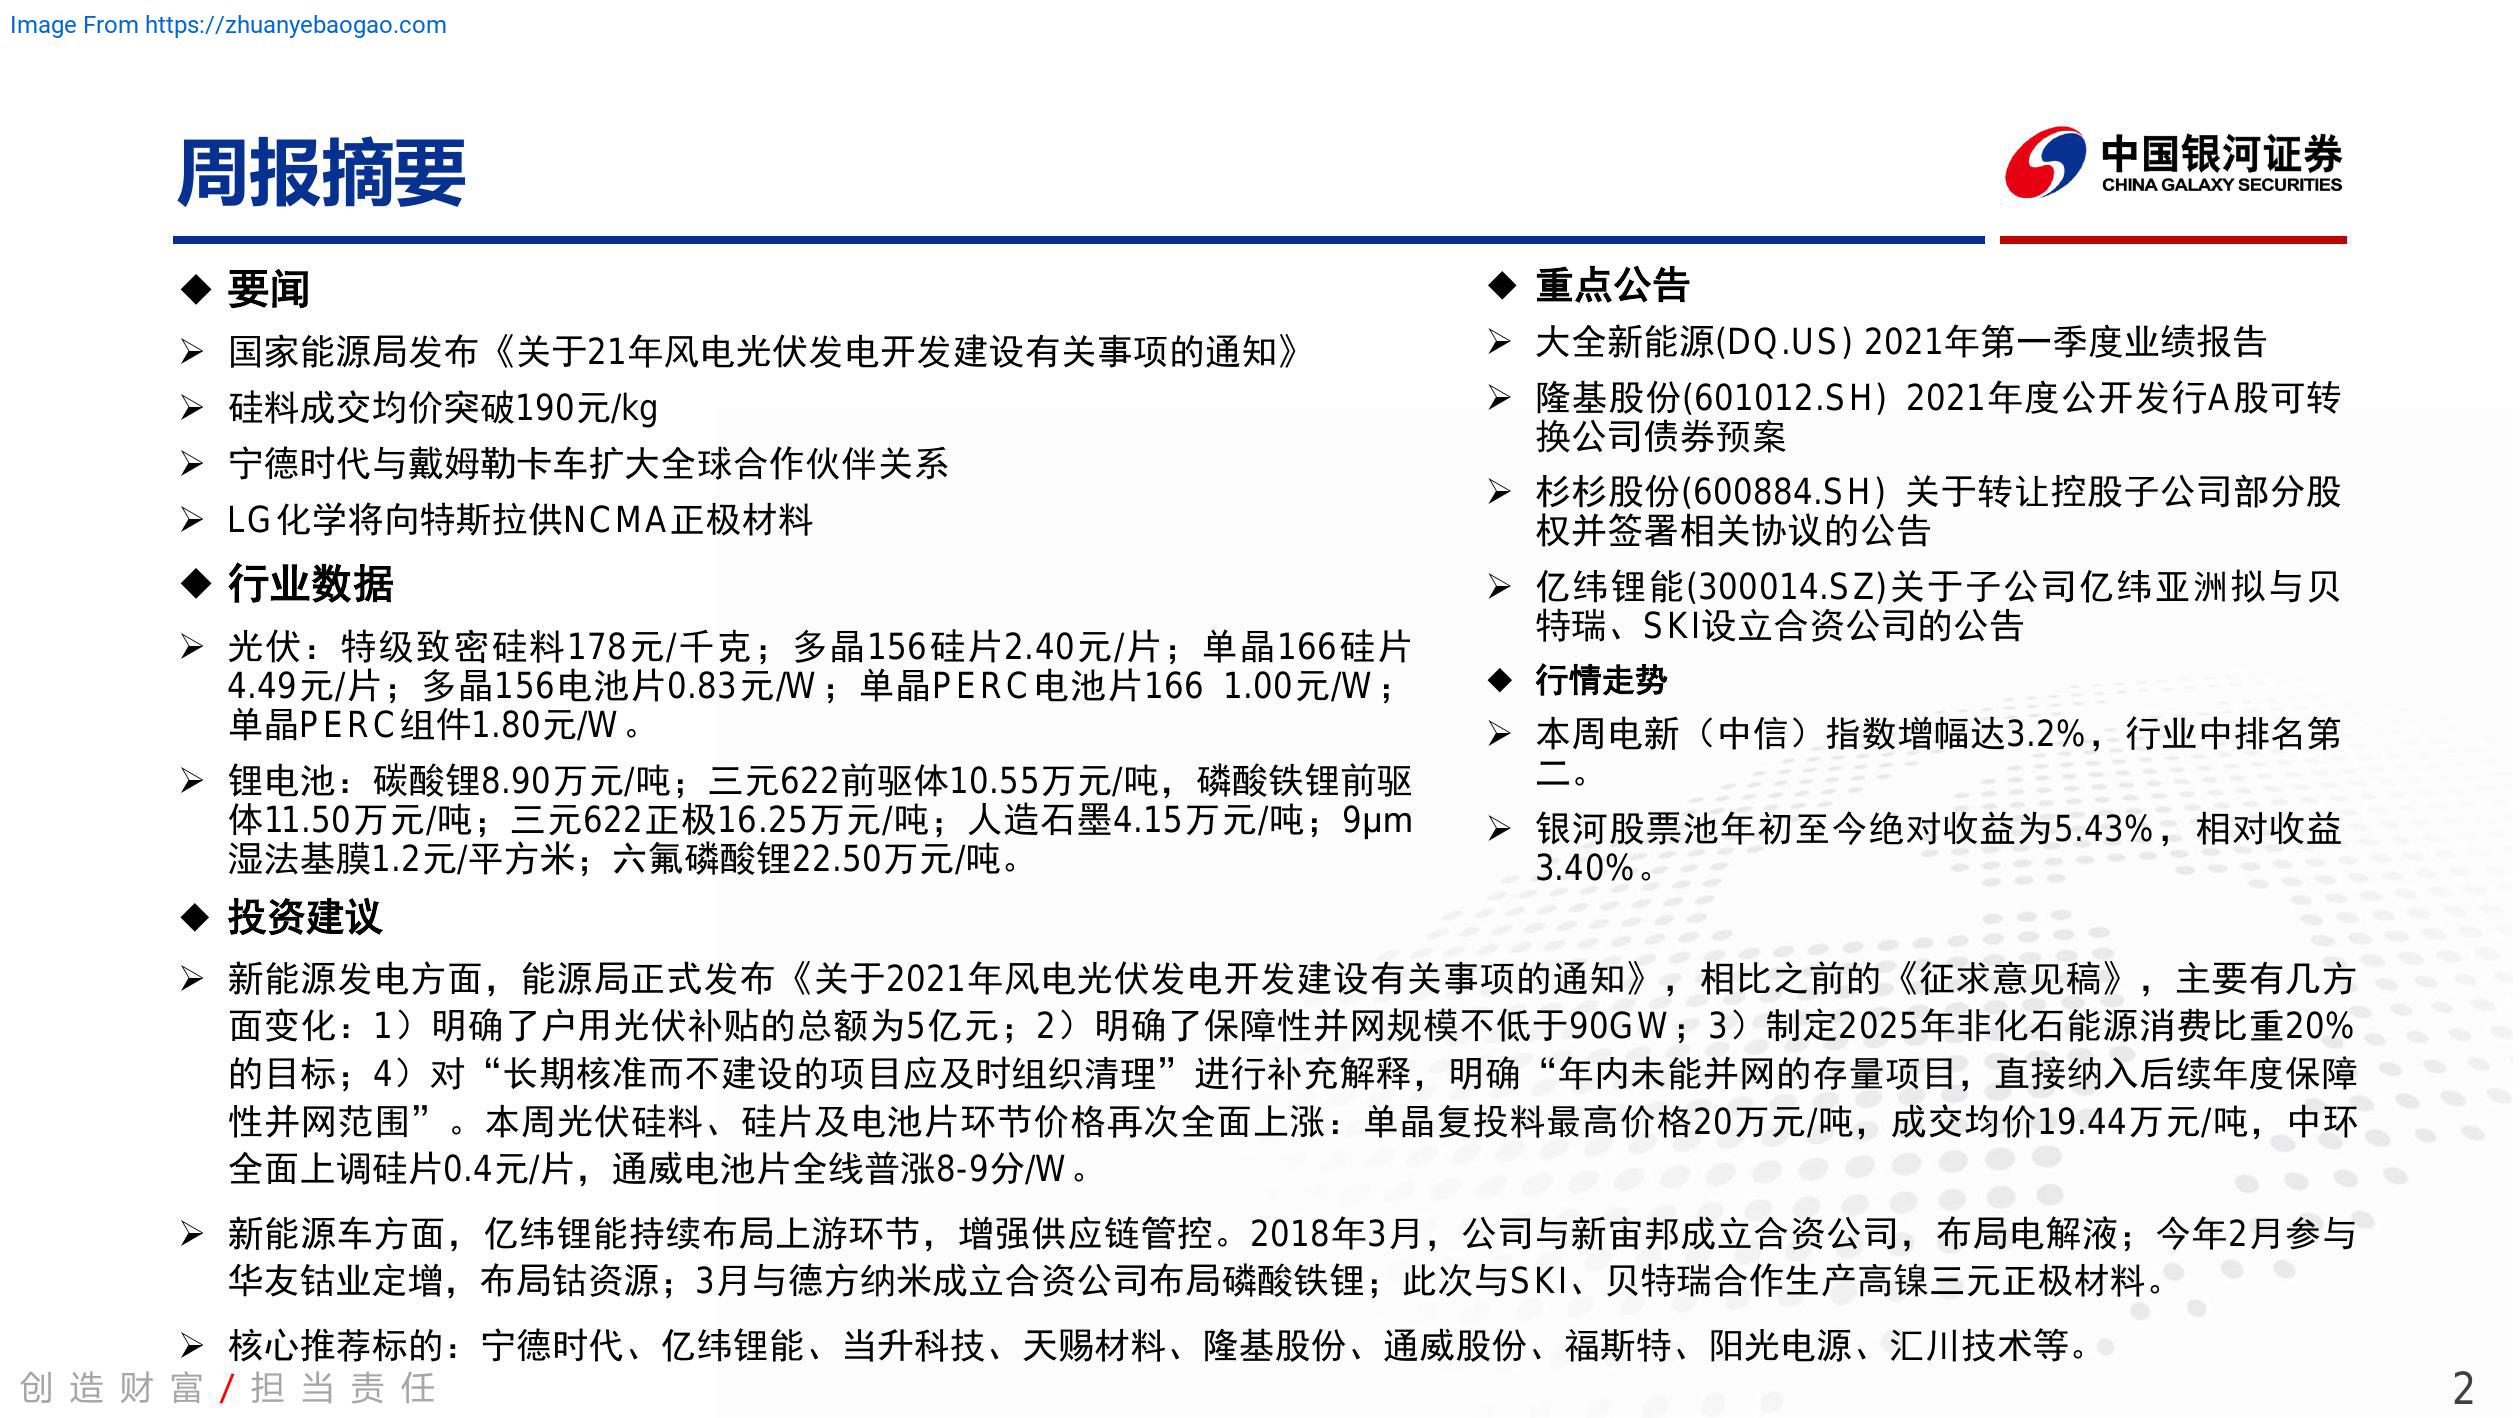 Image From https://zhuanyebaogao.com
周报摘要
中国银河证券
CHINA GALAXY SECURITIES
◆ 要闻
➢ 国家能源局发布《关于21年风电光伏发电开发建设有关事项的通知》
➢ 硅料成交均价突破190元/kg
➢ 宁德时代与戴姆勒卡车扩大全球合作伙伴关系
➢ LG化学将向特斯拉供NCMA正极材料
◆ 行业数据
➢ 光伏：特级致密硅料178元/千克；多晶156硅片2.40元/片；单晶166硅片
4.49元/片；多晶156电池片0.83元/W；单晶PERC电池片166 1.00元/W；
单晶PERC组件1.80元/W。
➢ 锂电池：碳酸锂8.90万元/吨；三元622前驱体10.55万元/吨，磷酸铁锂前驱
体11.50万元/吨；三元622正极16.25万元/吨；人造石墨4.15万元/吨；9μm
湿法基膜1.2元/平方米；六氟磷酸锂22.50万元/吨。
◆ 重点公告
➢ 大全新能源(DQ.US) 2021年第一季度业绩报告
➢ 隆基股份(601012.SH) 2021年度公开发行A股可转
换公司债券预案
➢ 杉杉股份(600884.SH) 关于转让控股子公司部分股
权并签署相关协议的公告
➢ 亿纬锂能(300014.SZ)关于子公司亿纬亚洲拟与贝
特瑞、SKI设立合资公司的公告
◆ 行情走势
➢ 本周电新（中信）指数增幅达3.2%，行业中排名第
二。
➢ 银河股票池年初至今绝对收益为5.43%，相对收益
3.40%。
◆ 投资建议
➢ 新能源发电方面，能源局正式发布《关于2021年风电光伏发电开发建设有关事项的通知》，相比之前的《征求意见稿》，主要有几方
面变化：1）明确了户用光伏补贴的总额为5亿元；2）明确了保障性并网规模不低于90GW；3）制定2025年非化石能源消费比重20%
的目标；4）对“长期核准而不建设的项目应及时组织清理”进行补充解释，明确“年内未能并网的存量项目，直接纳入后续年度保障
性并网范围”。本周光伏硅料、硅片及电池片环节价格再次全面上涨：单晶复投料最高价格20万元/吨，成交均价19.44万元/吨，中环
全面上调硅片0.4元/片，通威电池片全线普涨8-9分/W。
➢ 新能源车方面，亿纬锂能持续布局上游环节，增强供应链管控。2018年3月，公司与新宙邦成立合资公司，布局电解液；今年2月参与
华友钴业定增，布局钴资源；3月与德方纳米成立合资公司布局磷酸铁锂；此次与SKI、贝特瑞合作生产高镍三元正极材料。
➢ 核心推荐标的：宁德时代、亿纬锂能、当升科技、天赐材料、隆基股份、通威股份、福斯特、阳光电源、汇川技术等。
创造财富/担当责任
2